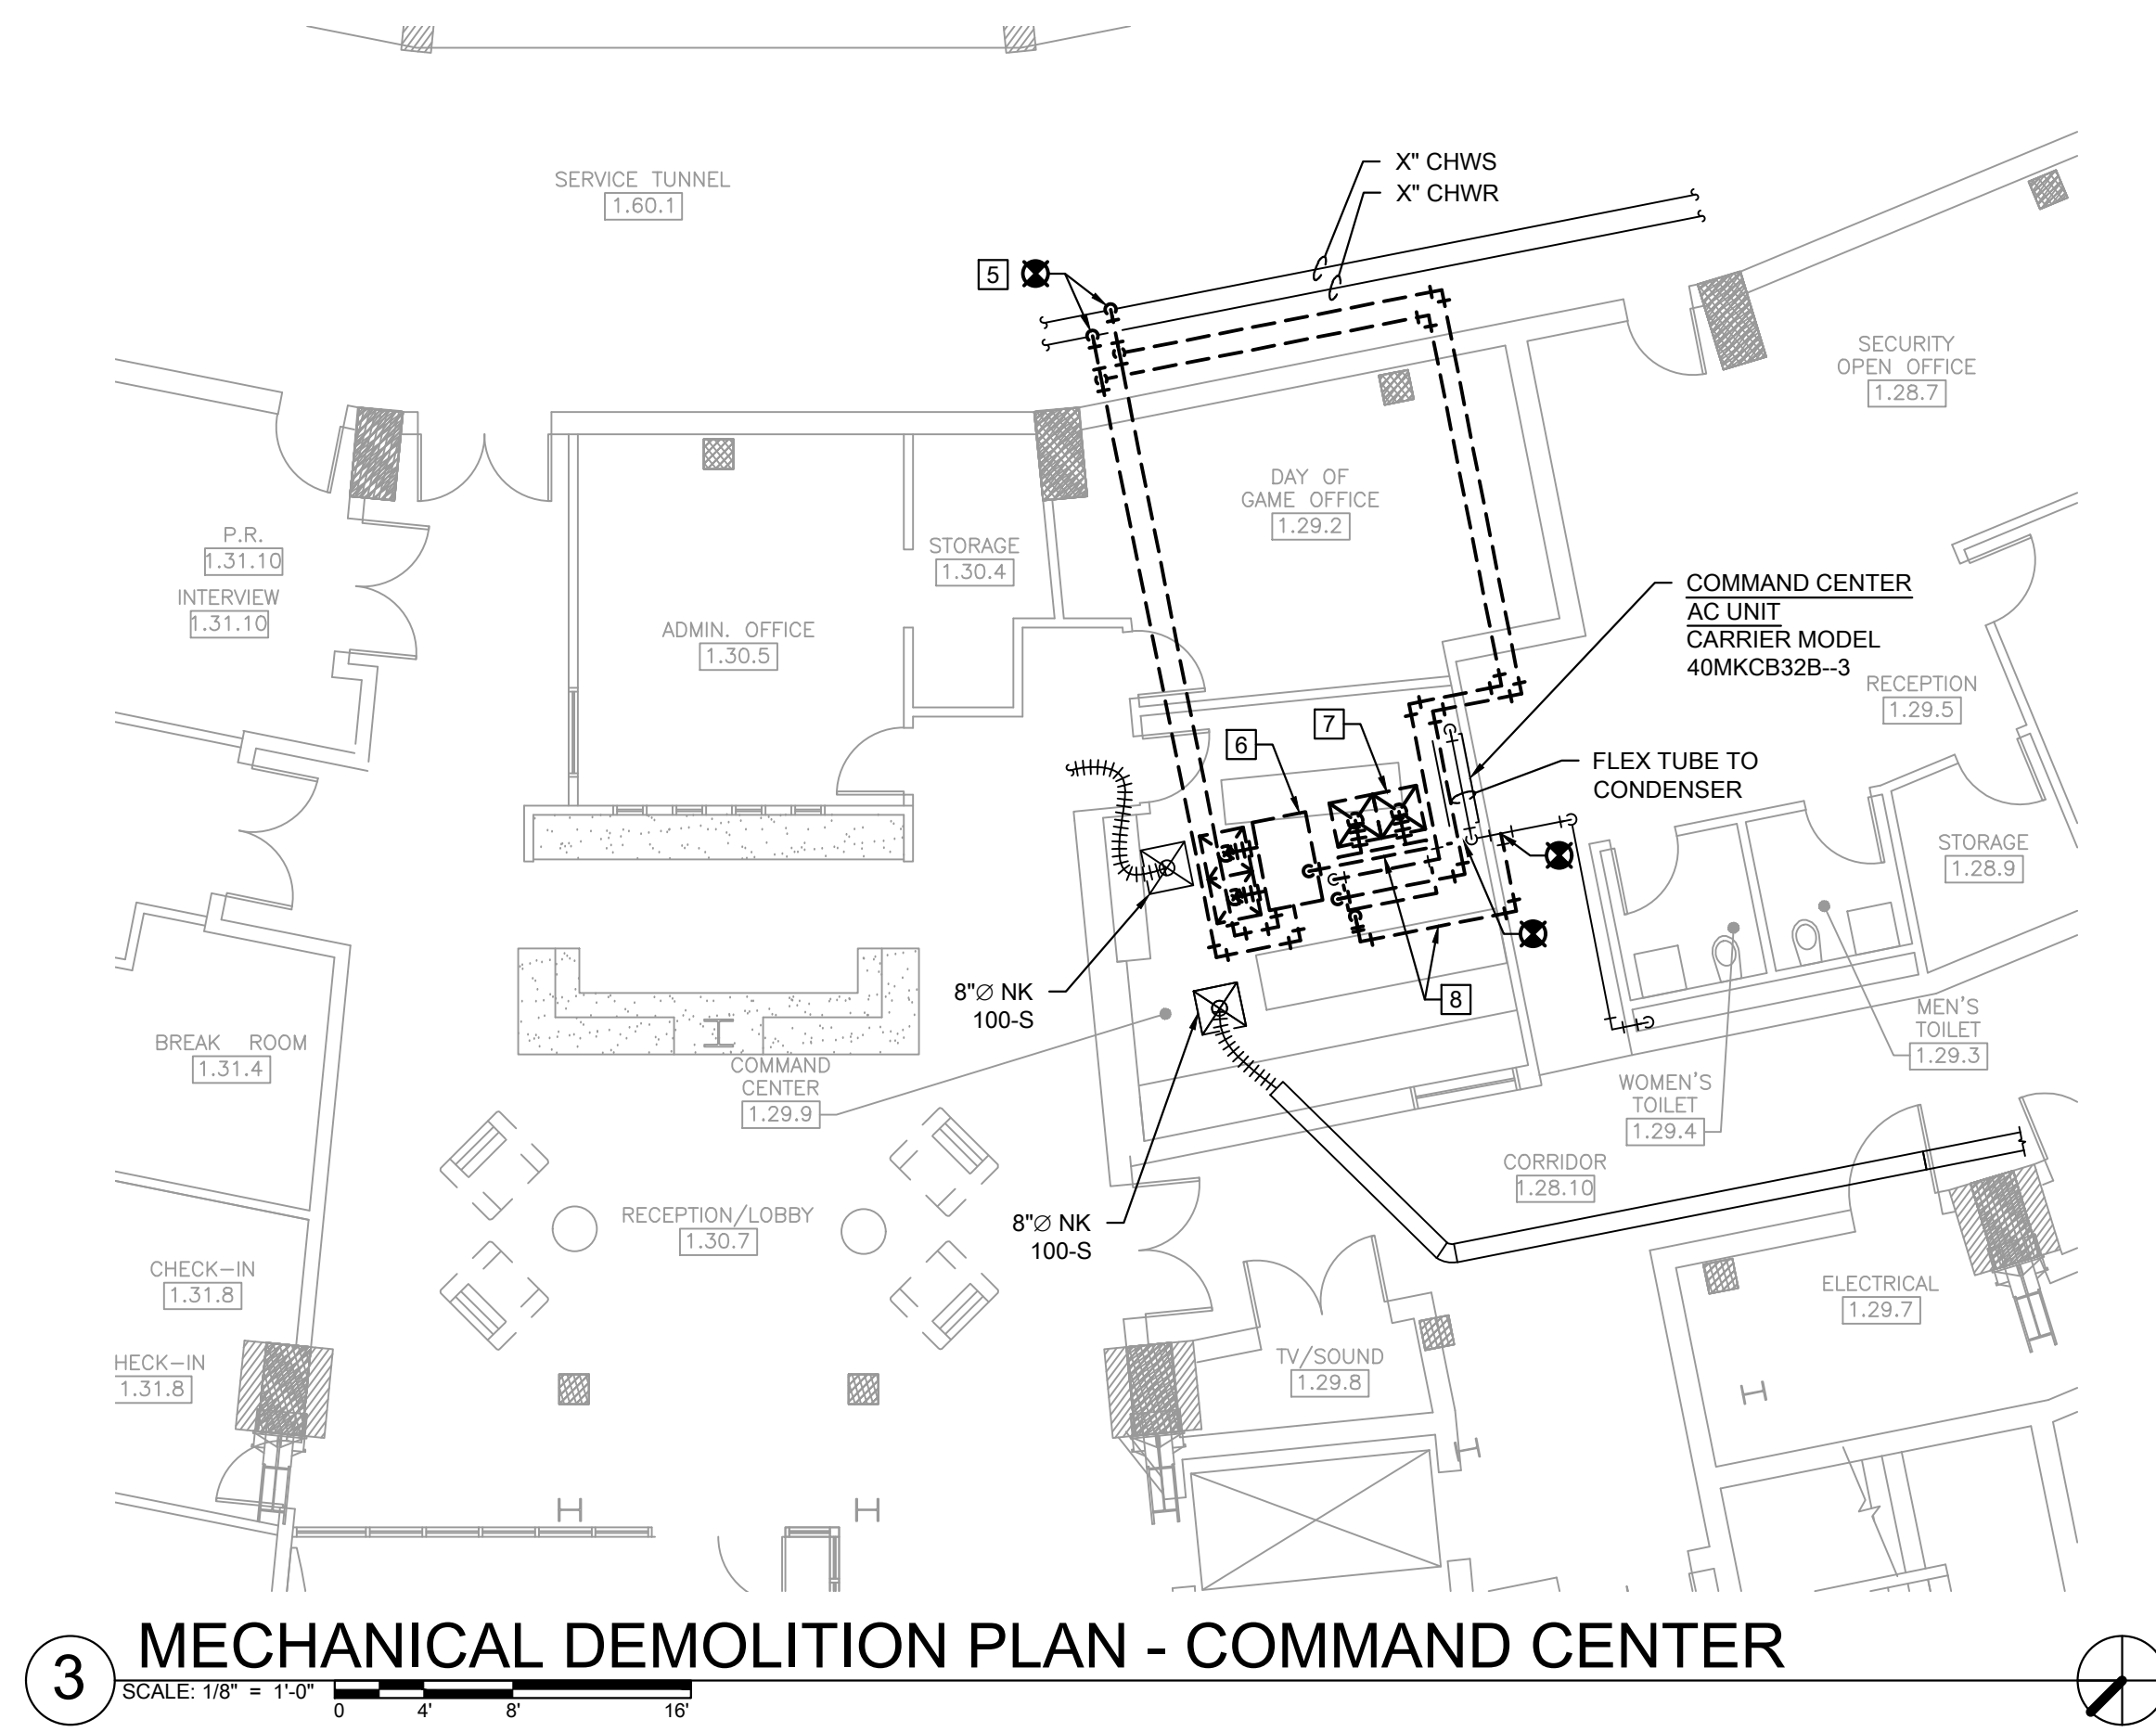 X" CHWS
X" CHWR
SERVICE TUNNEL
1.60.1
5
SECURITY
OPEN OFFICE
1.28.7
DAY OF
GAME OFFICE
1.29.2
P.R.
1.31.10
INTERVIEW
1.31.10
STORAGE
1.30.4
ADMIN. OFFICE
1.30.5
COMMAND CENTER
AC UNIT
CARRIER MODEL
40MKCB32B--3
RECEPTION
1.29.5
7
6
FLEX TUBE TO
CONDENSER
STORAGE
1.28.9
8"Ø NK
100-S
8
MEN'S
TOILET
1.29.3
BREAK ROOM
1.31.4
COMMAND
CENTER
1.29.9
WOMEN'S
TOILET
1.29.4
CORRIDOR
1.28.10
8"Ø NK
100-S
RECEPTION/LOBBY
1.30.7
CHECK-IN
1.31.8
ELECTRICAL
1.29.7
HECK-IN
1.31.8
TV/SOUND
1.29.8
3
MECHANICAL DEMOLITION PLAN - COMMAND CENTER
SCALE: 1/8" = 1'-0"
0 4' 8' 16'